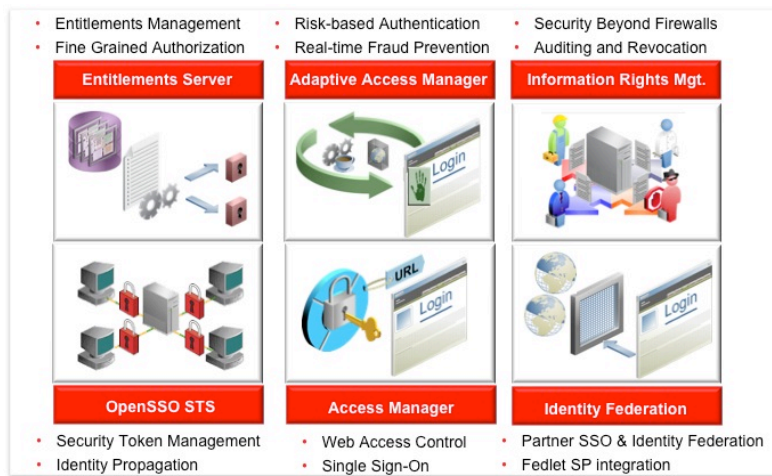 • Entitlements Management
• Fine Grained Authorization
• Risk-based Authentication
• Real-time Fraud Prevention
• Security Beyond Firewalls
• Auditing and Revocation
Entitlements Server
Adaptive Access Manager
Information Rights Mgt.
Login
URL
Login
Login
OpenSSO STS
Access Manager
Identity Federation
• Security Token Management
• Identity Propagation
• Web Access Control
• Single Sign-On
• Partner SSO & Identity Federation
• Fedlet SP integration